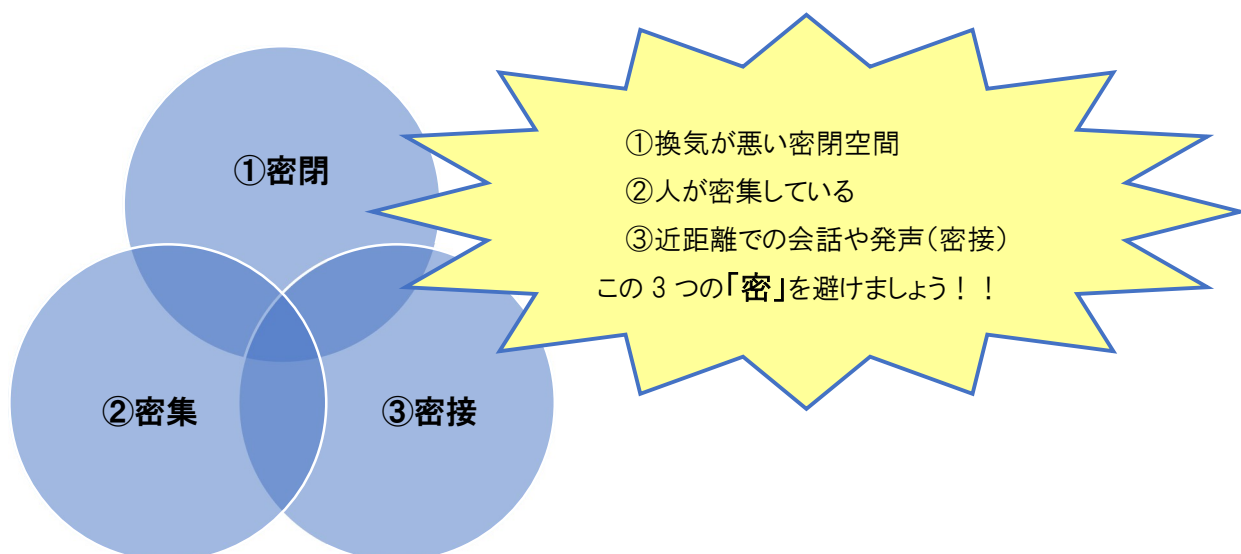 ①密閉
②密集
③密接
①換気が悪い密閉空間
②人が密集している
③近距離での会話や発声(密接)
この 3 つの「密」を避けましょう！！